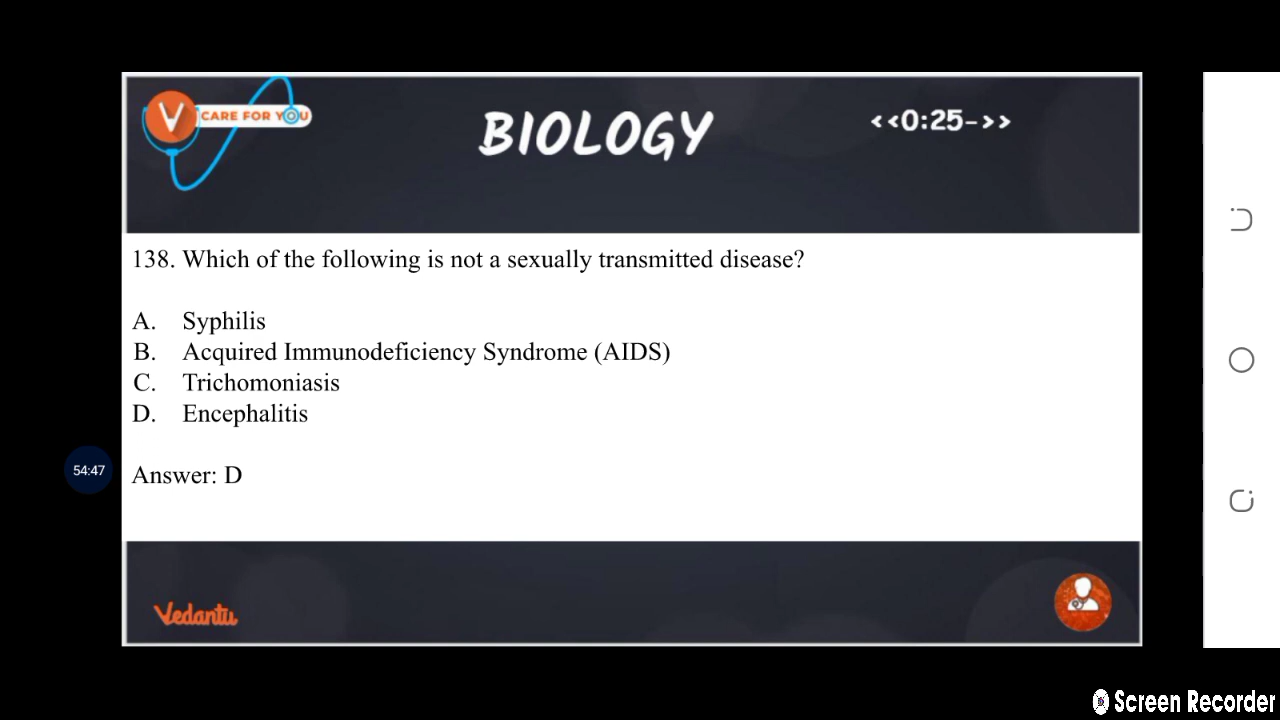 V CARE FOR YOU
BIOLOGY
<<0:25->>
138. Which of the following is not a sexually transmitted disease?
A. Syphilis
B. Acquired Immunodeficiency Syndrome (AIDS)
C. Trichomoniasis
D. Encephalitis
54:47
Answer: D
Vedantu
Screen Recorder